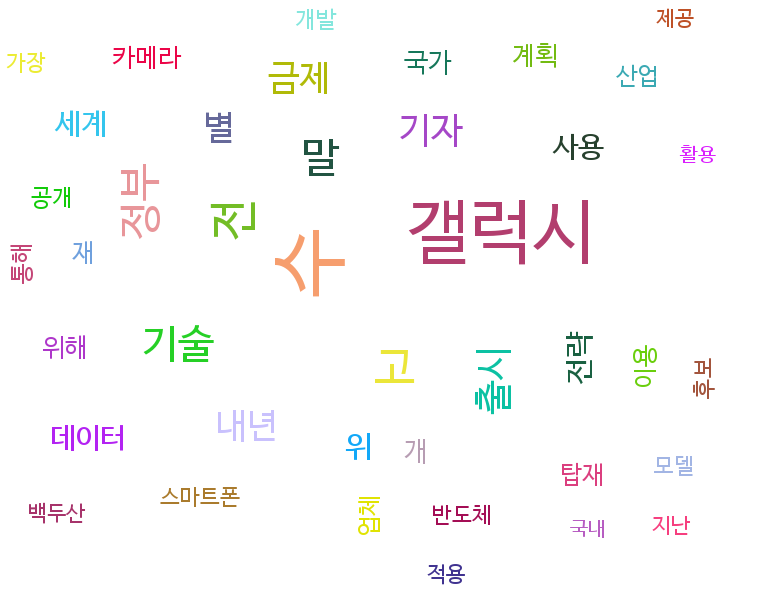 개발
제공
가장
카메라
국가
계획
금제
산업
세계
별
기자
말
사용
활용
공개
정부
전
갤럭시
수
통해
재
위해
기술
고
출시
전략
이용
후보
데이터
내년
위
개
탑재
모델
백두산
스마트폰
업체
반도체
국내
지난
적용